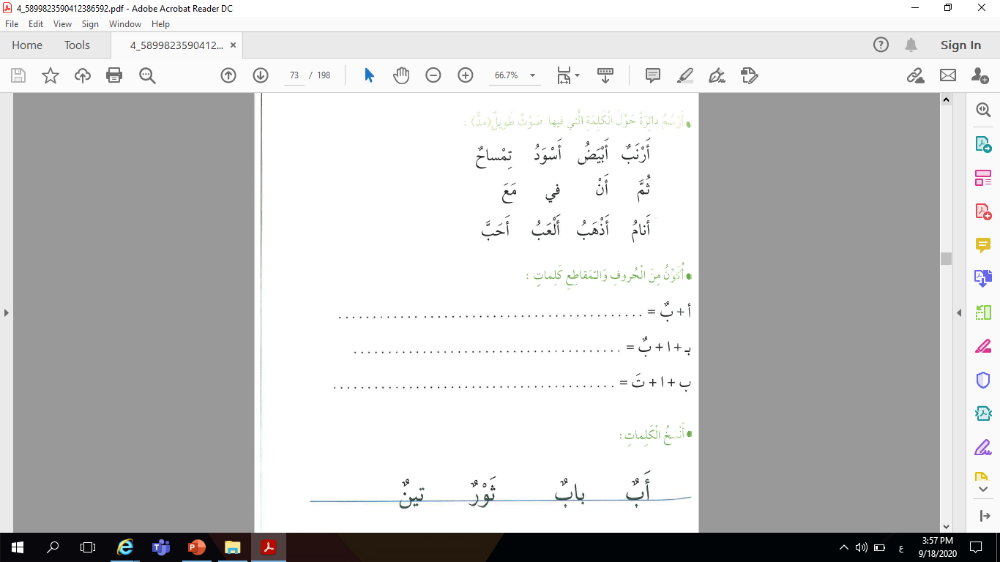 4_5899823590412386592.pdf - Adobe Acrobat Reader DC
File Edit View Sign Window Help
Home Tools 4_5899823590412... × Sign In
73 / 198 66.7%
أَرْسُمُ دائِرَةً حَوْلَ الْكَلِمَةِ الَّتي فيها صَوْتٌ طَويلٌ(مَدٌّ) :
أَرْنَبٌ أَبْيَضُ أَسْوَدُ تِمْساحٌ
ثُمَّ أَنْ في مَعَ
أَنامُ أَذْهَبُ أَلْعَبُ أَحَبَّ
أُكَوِّنُ مِنَ الْحُروفِ وَالْـمَقاطِعِ كَلِماتٍ :
أ + بٌ = ............................................
بـ + ا + بٌ = ......................................
ب + ا + تَ = ........................................
أَنْسَخُ الْكَلِماتِ :
أَبٌ بابٌ ثَوْرٌ تينٌ
ع 3:57 PM
9/18/2020